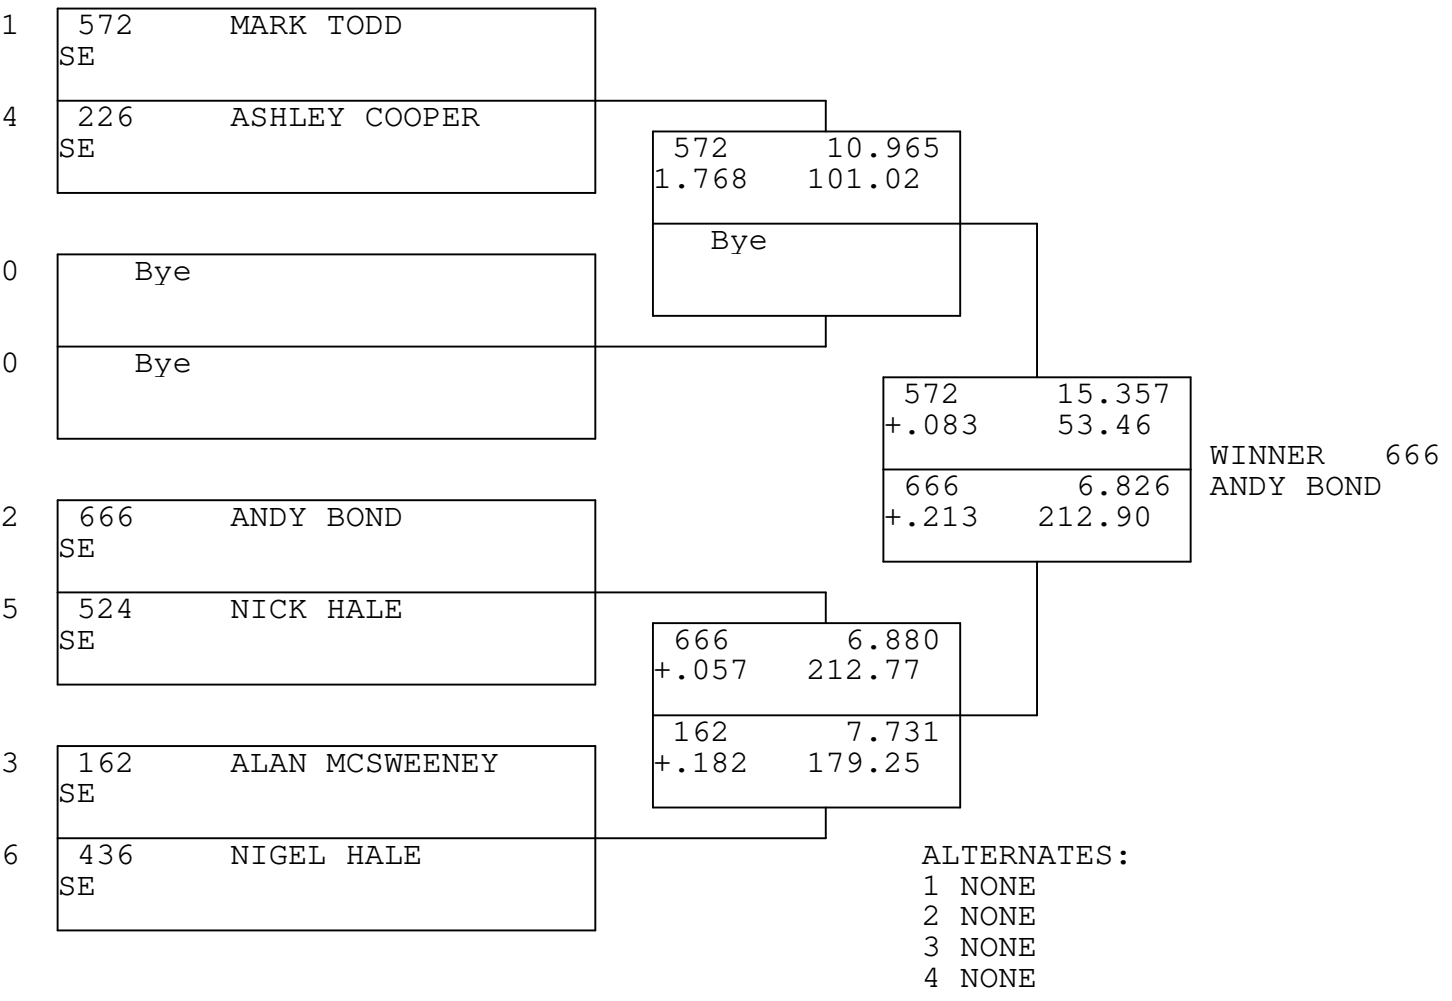 1 572 MARK TODD
SE
4 226 ASHLEY COOPER
SE
0 Bye
0 Bye
2 666 ANDY BOND
SE
5 524 NICK HALE
SE
3 162 ALAN MCSWEENEY
SE
6 436 NIGEL HALE
SE
572 10.965
1.768 101.02
Bye
666 6.880
+.057 212.77
162 7.731
+.182 179.25
572 15.357
+.083 53.46
666 6.826
+.213 212.90
WINNER 666
ANDY BOND
ALTERNATES:
1 NONE
2 NONE
3 NONE
4 NONE